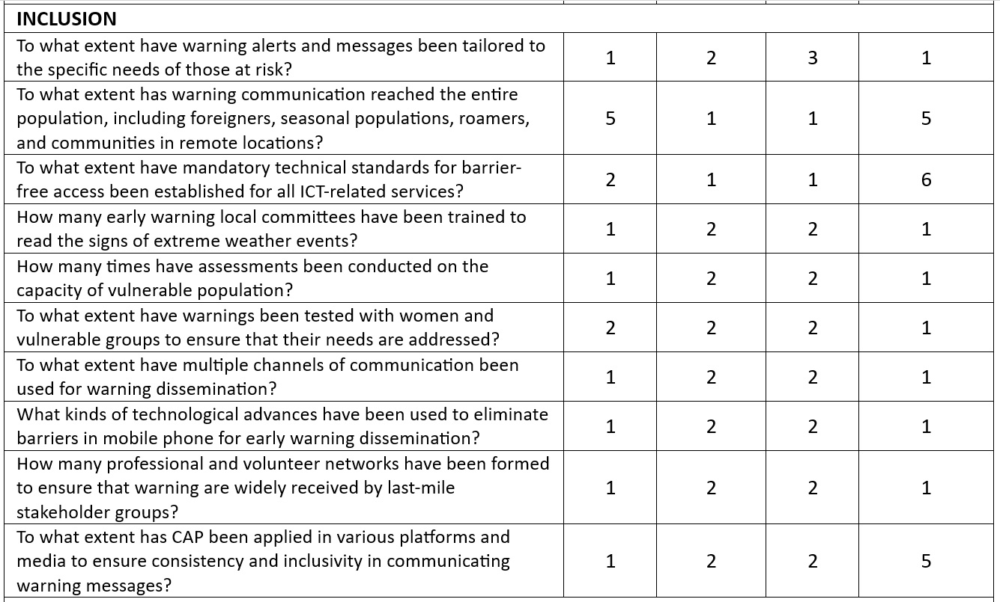 INCLUSION
To what extent have warning alerts and messages been tailored to
the specific needs of those at risk?
1 2 3 1
To what extent has warning communication reached the entire
population, including foreigners, seasonal populations, roamers,
and communities in remote locations?
5 1 1 5
To what extent have mandatory technical standards for barrier-
free access been established for all ICT-related services?
2 1 1 6
How many early warning local committees have been trained to
read the signs of extreme weather events?
1 2 2 1
How many times have assessments been conducted on the
capacity of vulnerable population?
1 2 2 1
To what extent have warnings been tested with women and
vulnerable groups to ensure that their needs are addressed?
2 2 2 1
To what extent have multiple channels of communication been
used for warning dissemination?
1 2 2 1
What kinds of technological advances have been used to eliminate
barriers in mobile phone for early warning dissemination?
1 2 2 1
How many professional and volunteer networks have been formed
to ensure that warning are widely received by last-mile
stakeholder groups?
1 2 2 1
To what extent has CAP been applied in various platforms and
media to ensure consistency and inclusivity in communicating
warning messages?
1 2 2 5